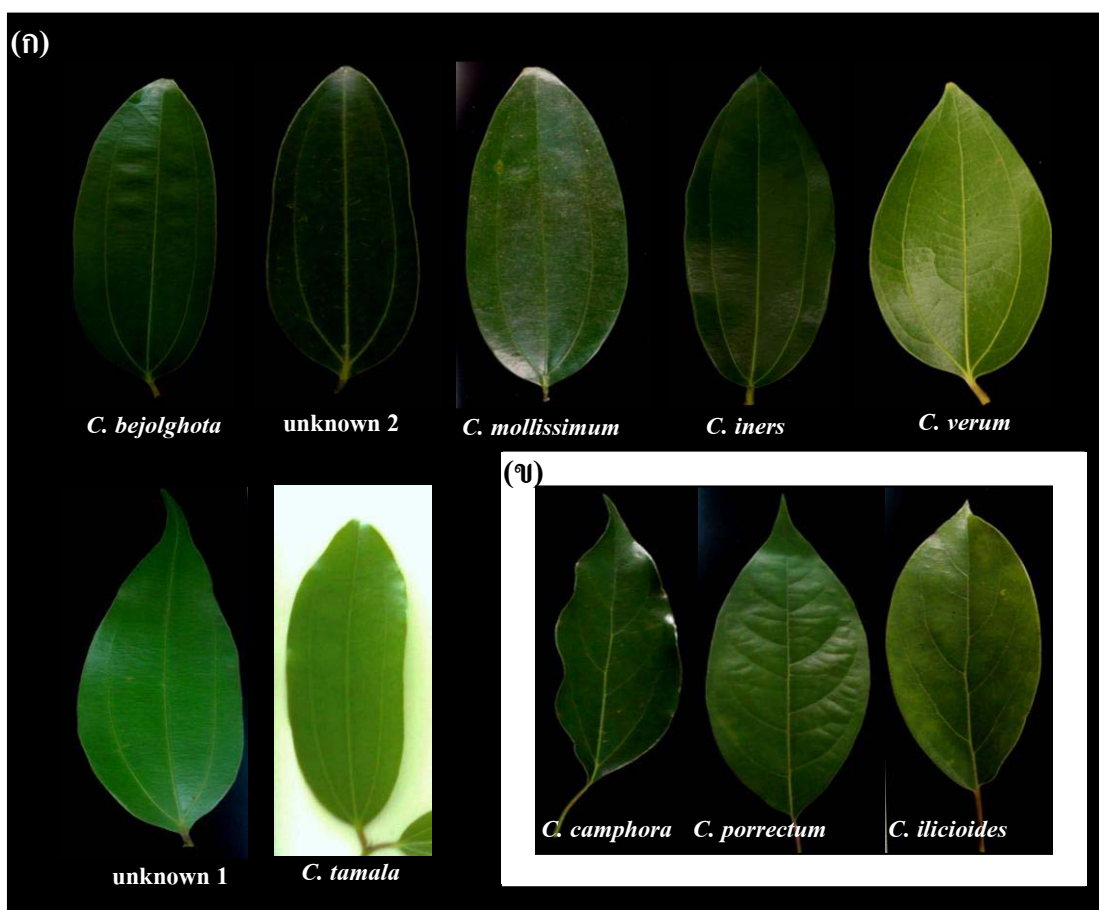 (ก)
C. bejolghota
unknown 2
C. mollissimum
C. iners
C. verum
unknown 1
C. tamala
(ข)
C. camphora
C. porrectum
C. ilicioides